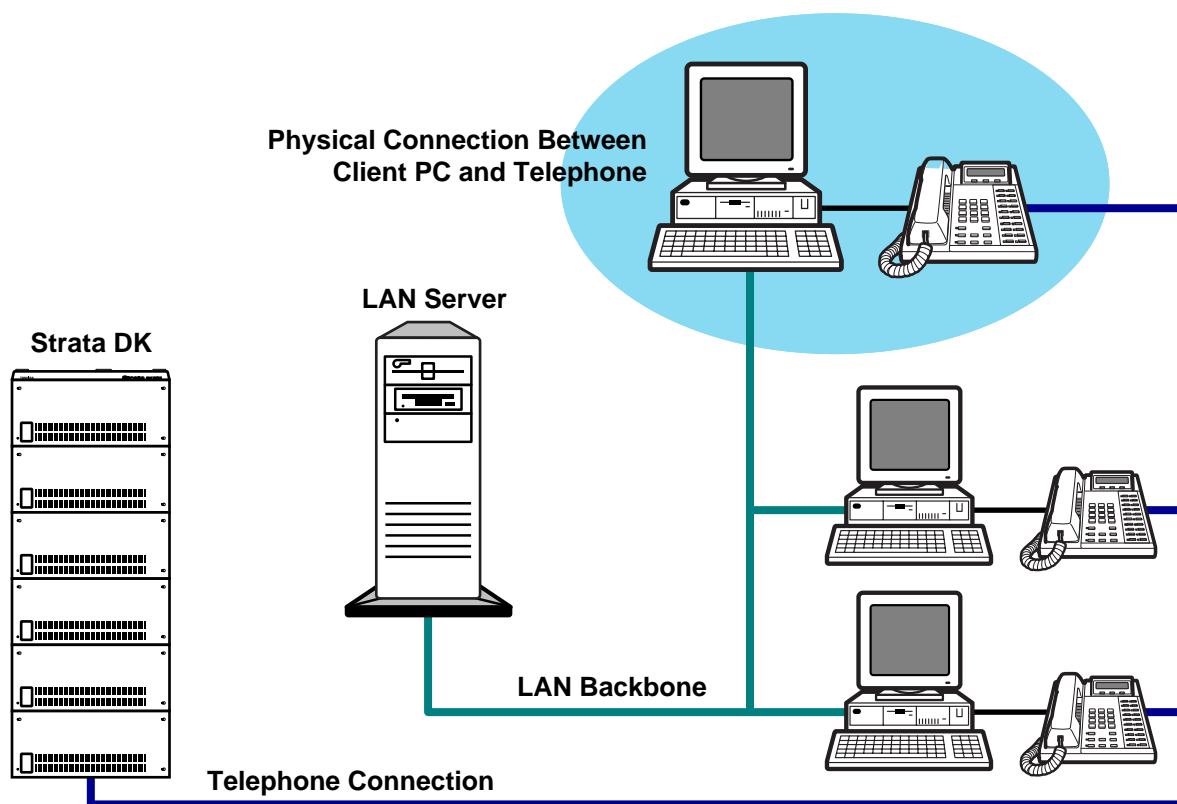 Physical Connection Between
Client PC and Telephone
LAN Server
Strata DK
LAN Backbone
Telephone Connection